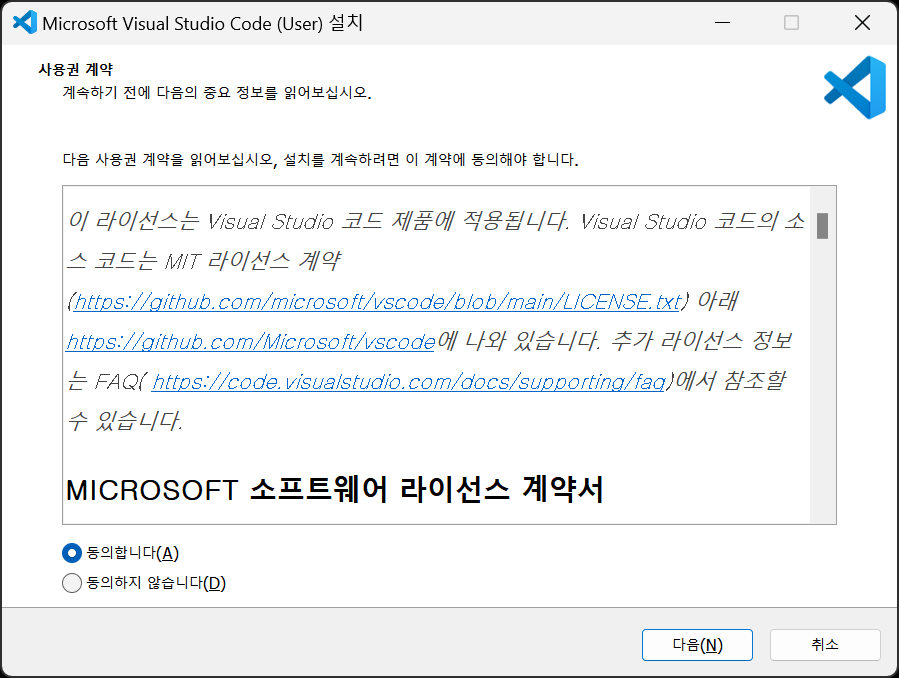 Microsoft Visual Studio Code (User) 설치
사용권 계약
계속하기 전에 다음의 중요 정보를 읽어보십시오.
다음 사용권 계약을 읽어보십시오, 설치를 계속하려면 이 계약에 동의해야 합니다.
이 라이선스는 Visual Studio 코드 제품에 적용됩니다. Visual Studio 코드의 소
스 코드는 MIT 라이선스 계약
(https://github.com/microsoft/vscode/blob/main/LICENSE.txt) 아래
https://github.com/Microsoft/vscode에 나와 있습니다. 추가 라이선스 정보
는 FAQ( https://code.visualstudio.com/docs/supporting/faq)에서 참조할
수 있습니다.
MICROSOFT 소프트웨어 라이선스 계약서
동의합니다(A)
동의하지 않습니다(D)
다음(N)
취소